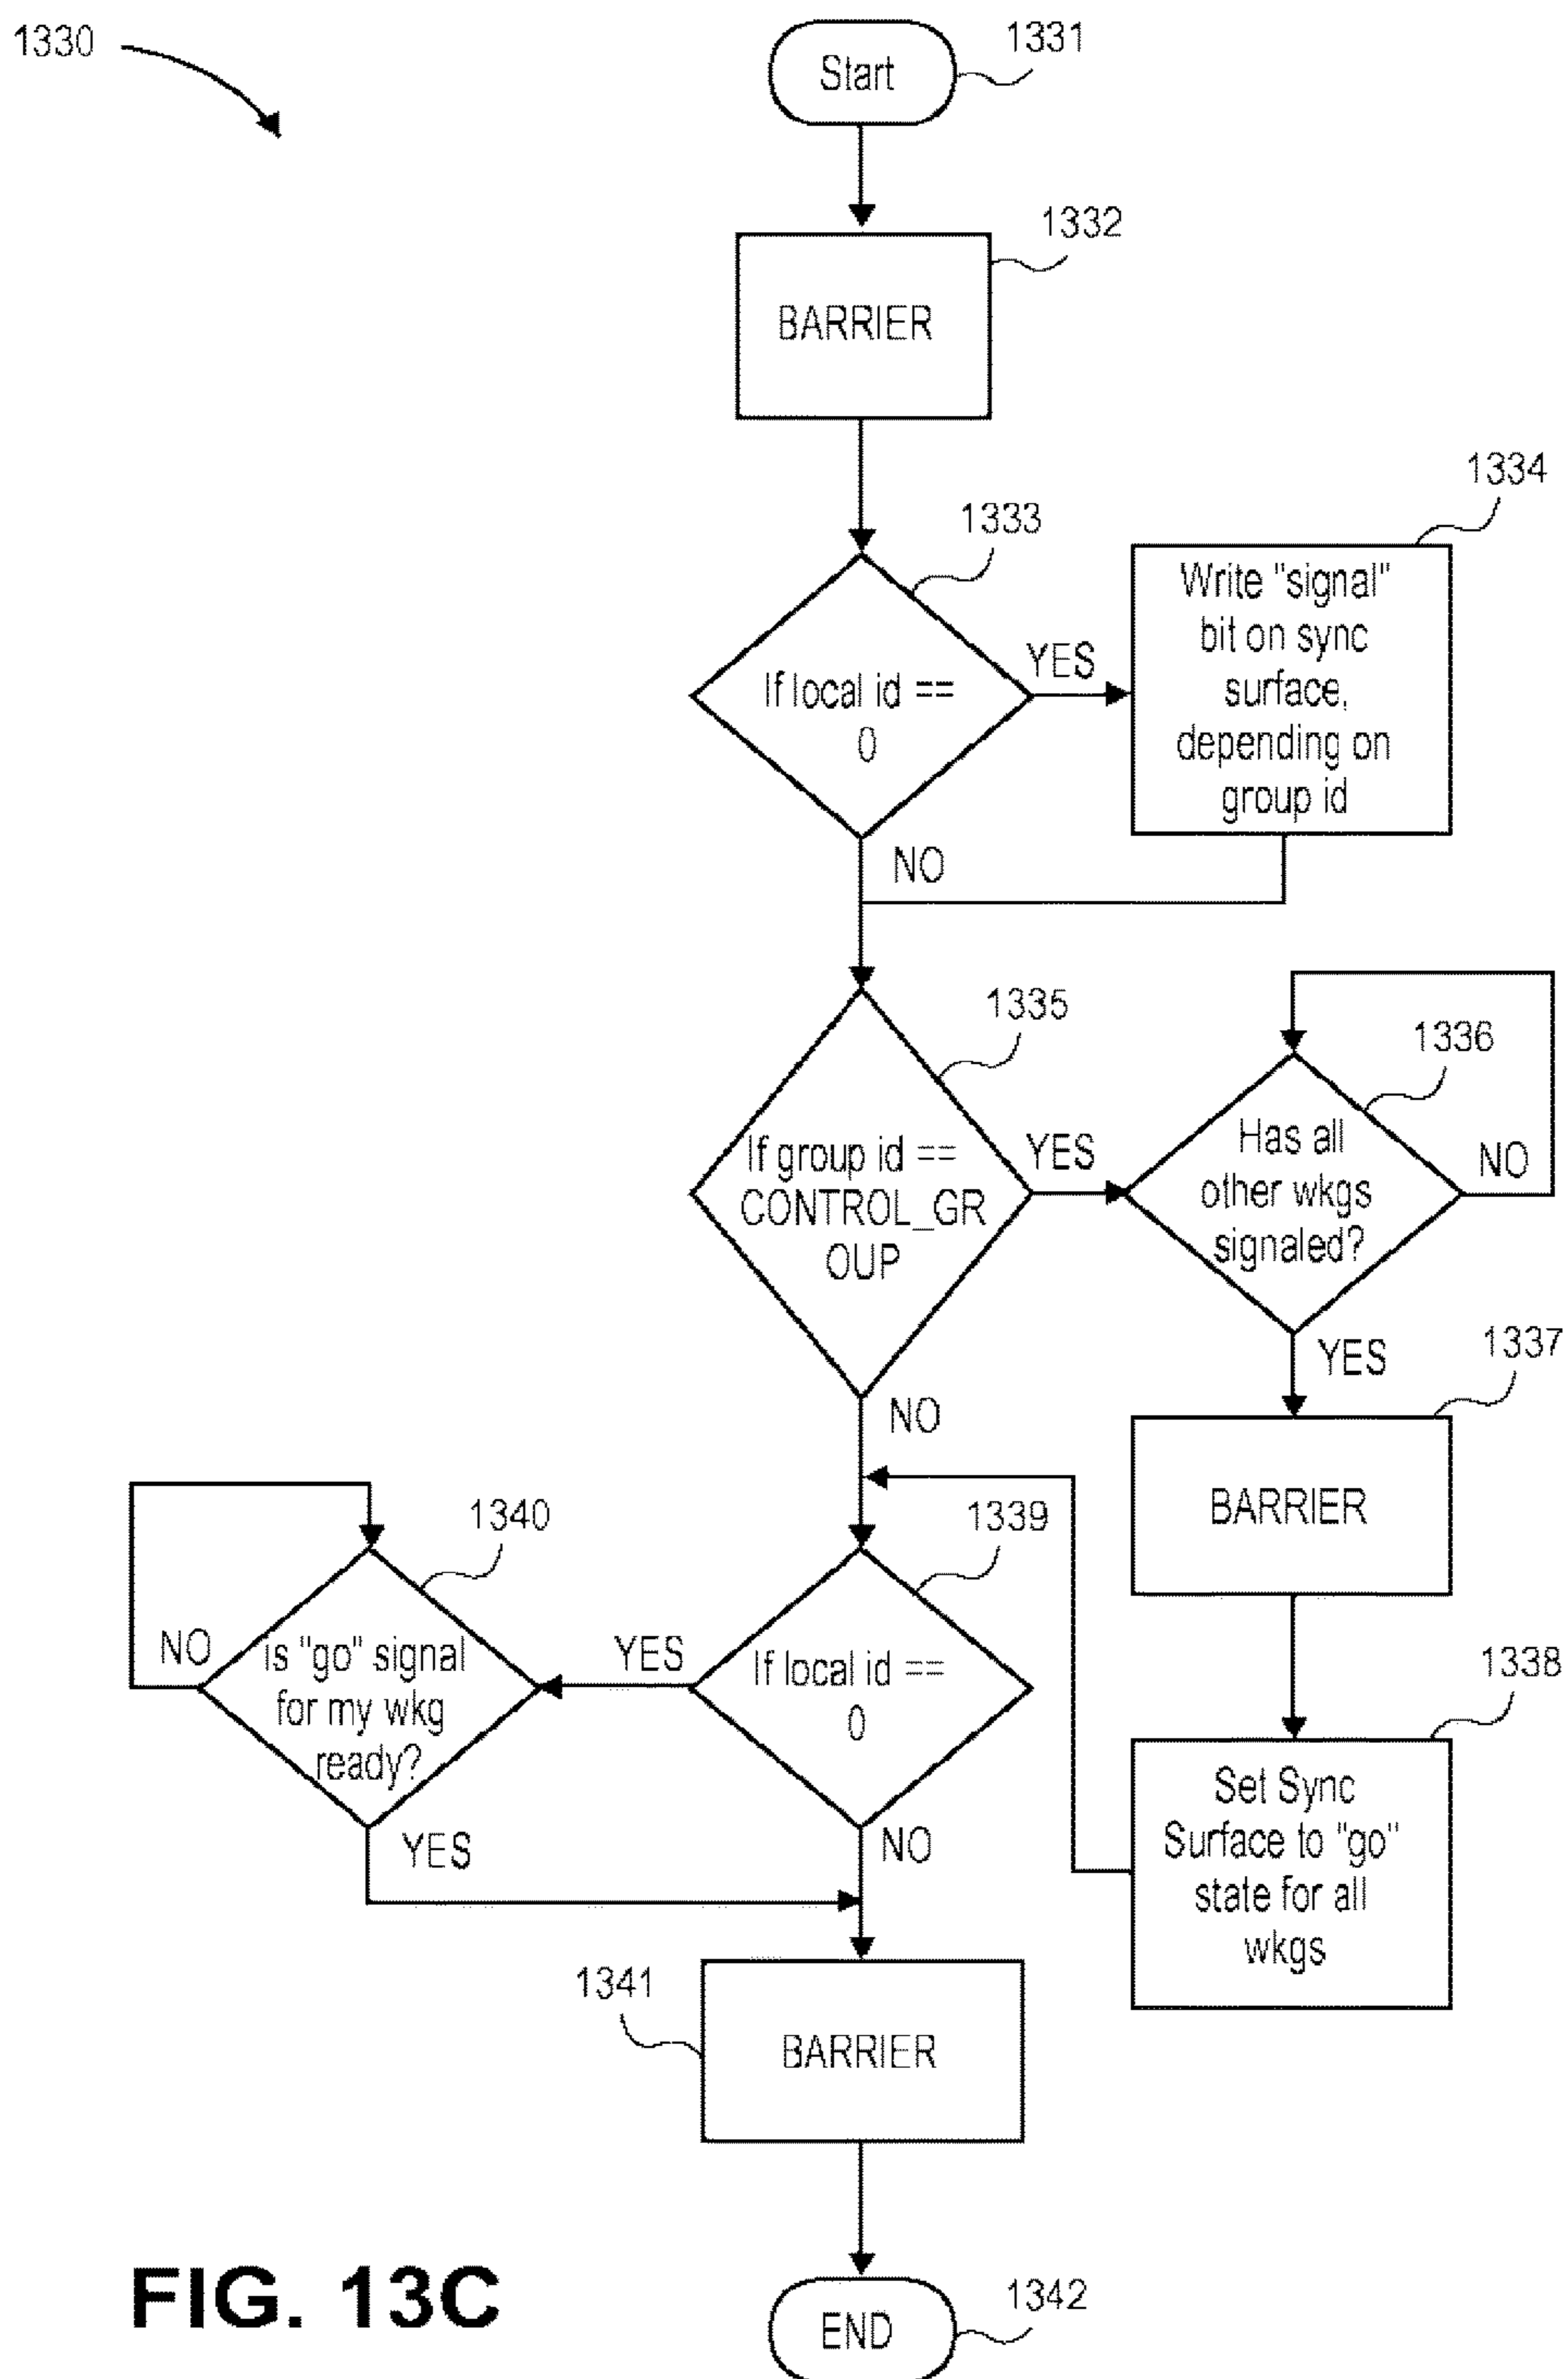 1330
1331
Start
1332
BARRIER
1333
If local id ==
0
YES
NO
1334
Write "signal"
bit on sync
surface,
depending on
group id
1335
If group id ==
CONTROL_GR
OUP
YES
NO
1336
Has all
other wkgs
signaled?
NO
YES
1337
BARRIER
1338
Set Sync
Surface to "go"
state for all
wkgs
1339
If local id ==
0
YES
NO
1340
is "go" signal
for my wkg
ready?
NO
YES
1341
BARRIER
1342
END
FIG. 13C